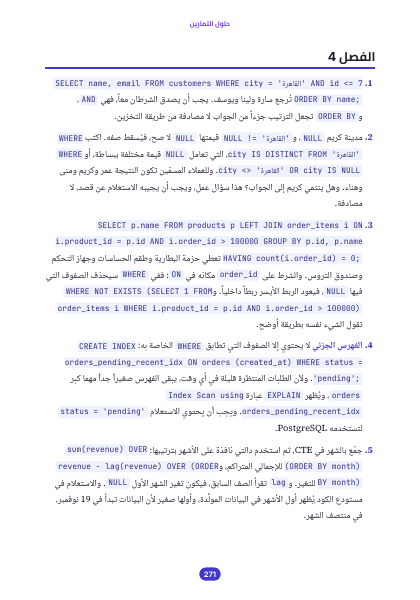 حلول التمارين
الفصل 4
1. SELECT name, email FROM customers WHERE city = 'القاهرة' AND id <= 7
ORDER BY name; تُرجع سارة ولينا ويوسف. يجب أن يصدق الشرطان معاً، فهي AND ،
و ORDER BY تجعل الترتيب جزءاً من الجواب لا مصادفة من طريقة التخزين.
2. مدينة كريم NULL ، و 'القاهرة' =! NULL قيمتها NULL لا صح، فيُسقط صفه. اكتب WHERE
city IS DISTINCT FROM 'القاهرة'، التي تعامل NULL قيمة مختلفة ببساطة، أو WHERE
city <> 'القاهرة' OR city IS NULL. وللعملاء المسمّين تكون النتيجة عمر وكريم ومنى
وهناء. وهل ينتمي كريم إلى الجواب؟ هذا سؤال عمل، ويجب أن يجيبه الاستعلام عن قصد، لا
مصادفة.
3. SELECT p.name FROM products p LEFT JOIN order_items i ON
i.product_id = p.id AND i.order_id > 100000 GROUP BY p.id, p.name
HAVING count(i.order_id) = 0; تعطي حزمة البطارية وطقم الحساسات وجهاز التحكم
وصندوق التروس. والشرط على order_id مكانه في ON : ففي WHERE سيحذف الصفوف التي
فيها NULL ، فيعود الربط الأيسر ربطاً داخلياً. وWHERE NOT EXISTS (SELECT 1 FROM
order_items i WHERE i.product_id = p.id AND i.order_id > 100000)
تقول الشيء نفسه بطريقة أوضح.
4. الفهرس الجزئي لا يحتوي إلا الصفوف التي تطابق WHERE الخاصة به: CREATE INDEX
orders_pending_recent_idx ON orders (created_at) WHERE status =
'pending';. ولأن الطلبات المنتظرة قليلة في أي وقت، يبقى الفهرس صغيراً جداً مهما كبر
orders ، ويُظهر EXPLAIN عبارة Index Scan using
orders_pending_recent_idx. ويجب أن يحتوي الاستعلام status = 'pending'
لتستخدمه PostgreSQL.
5. جمّع بالشهر في CTE، ثم استخدم دالتي نافذة على الأشهر بترتيبها: sum(revenue) OVER
(ORDER BY month) للإجمالي المتراكم، وrevenue - lag(revenue) OVER (ORDER
BY month) للتغير. و lag تقرأ الصف السابق، فيكون تغير الشهر الأول NULL . والاستعلام في
مستودع الكود يُظهر أول الأشهر في البيانات المولّدة، وأولها صغير لأن البيانات تبدأ في 19 نوفمبر،
في منتصف الشهر.
271